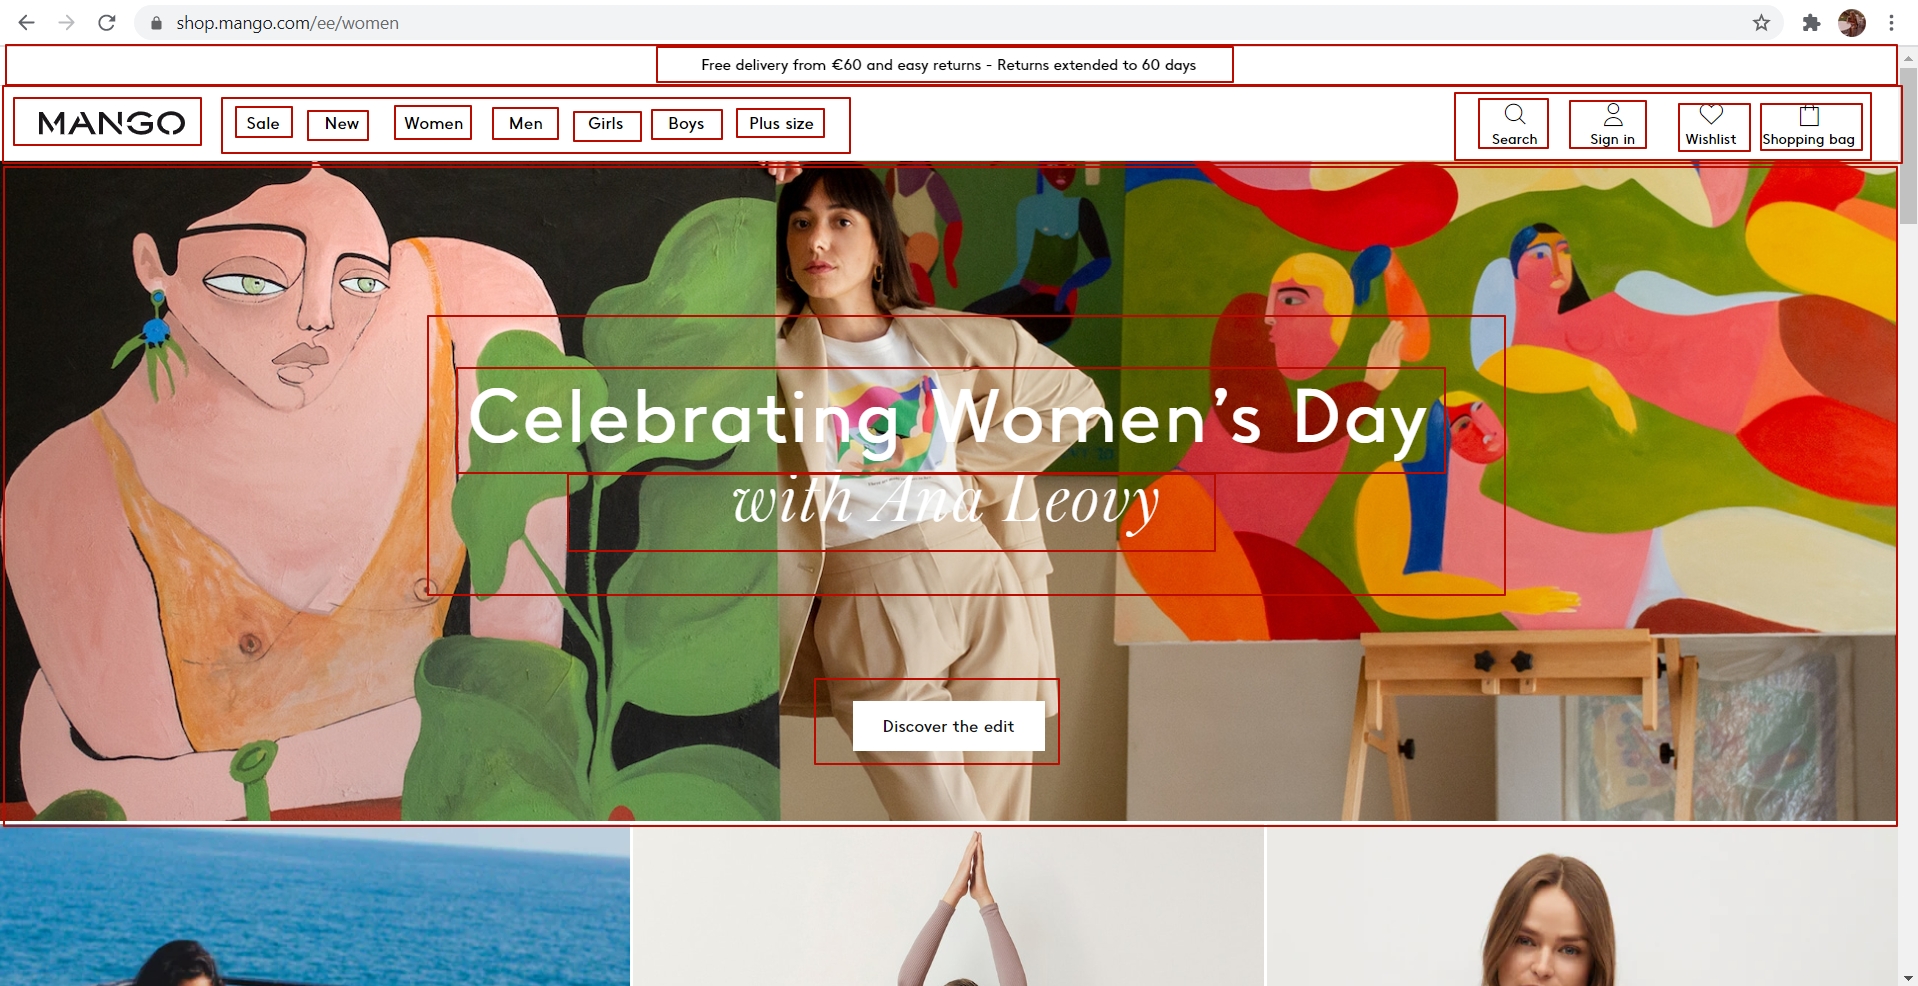 shop.mango.com/ee/women
Free delivery from €60 and easy returns - Returns extended to 60 days
MANGO
Sale New Women Men Girls Boys Plus size
Search Sign in Wishlist Shopping bag
Celebrating Women’s Day
with Ana Leovy
Discover the edit